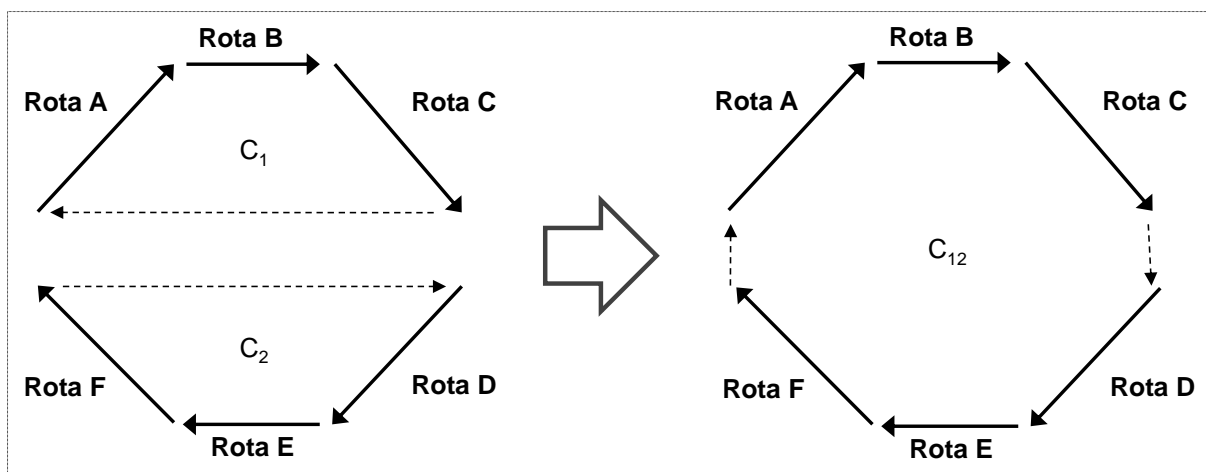 Rota B
Rota A
Rota C
C₁
C₂
Rota F
Rota D
Rota E
Rota B
Rota A
Rota C
C₁₂
Rota F
Rota D
Rota E